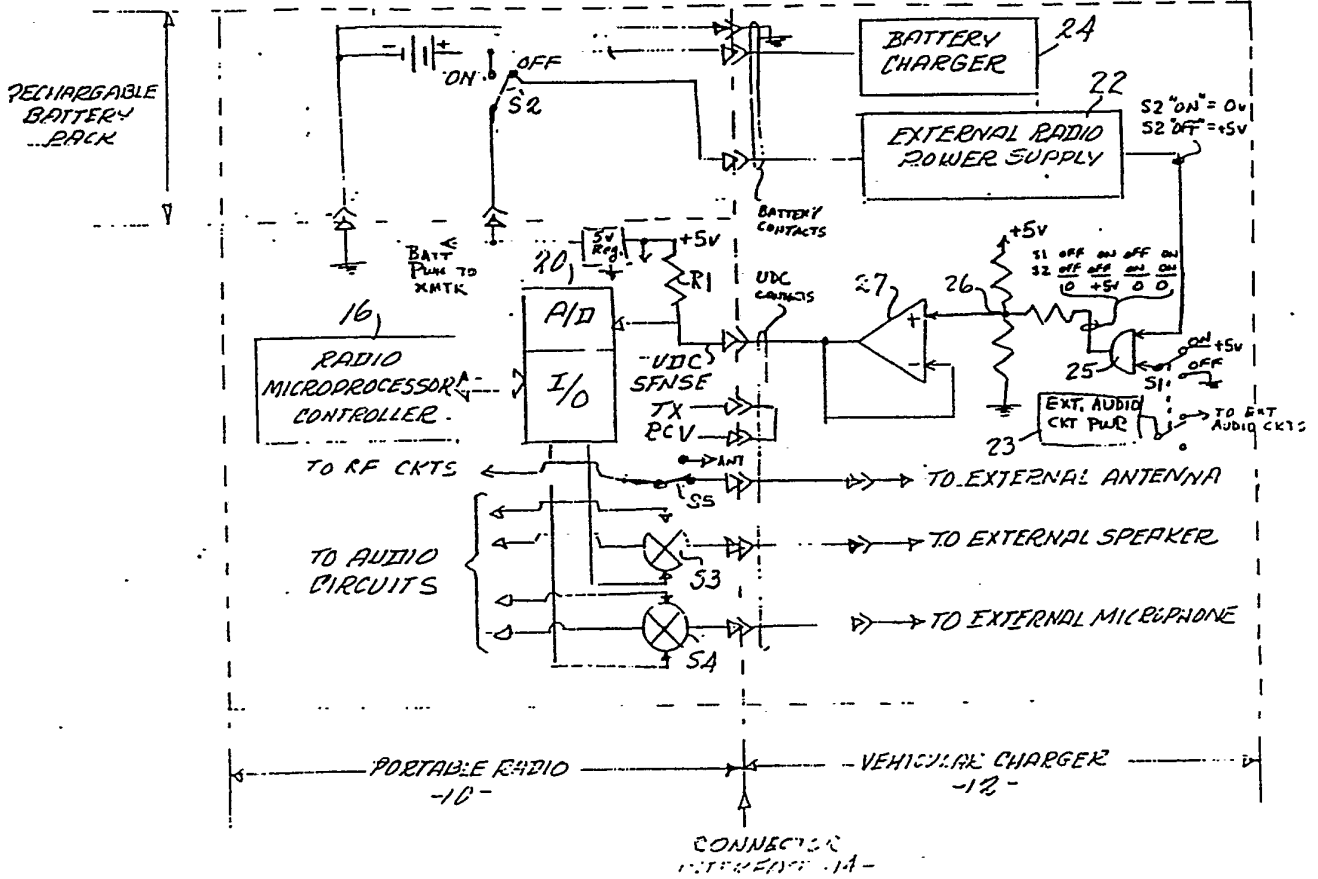 RECHARGABLE
BATTERY
PACK
- +
ON
OFF
S2
BATTERY
CHARGER
24
22
EXTERNAL RADIO
POWER SUPPLY
S2 "ON" = 0v
S2 "OFF" = +5v
BATTERY
CONTACTS
BATT
PWR TO
XMTR
5v
Reg.
+5v
R1
20
A/D
I/O
UDC
SENSE
UDC
CONTACTS
16
RADIO
MICROPROCESSOR
CONTROLLER
27
+
-
26
+5v
S1 OFF ON OFF ON
S2 OFF OFF ON ON
0 +5v 0 0
25
S1
ON
+5v
OFF
EXT. AUDIO
CKT PWR
23
TO EXT
AUDIO CKTS
TX
RCV
ANT
TO RF CKTS
S5
TO EXTERNAL ANTENNA
TO AUDIO
CIRCUITS
S3
TO EXTERNAL SPEAKER
S4
TO EXTERNAL MICROPHONE
PORTABLE RADIO
-10-
VEHICULAR CHARGER
-12-
CONNECTOR
INTERFACE -14-